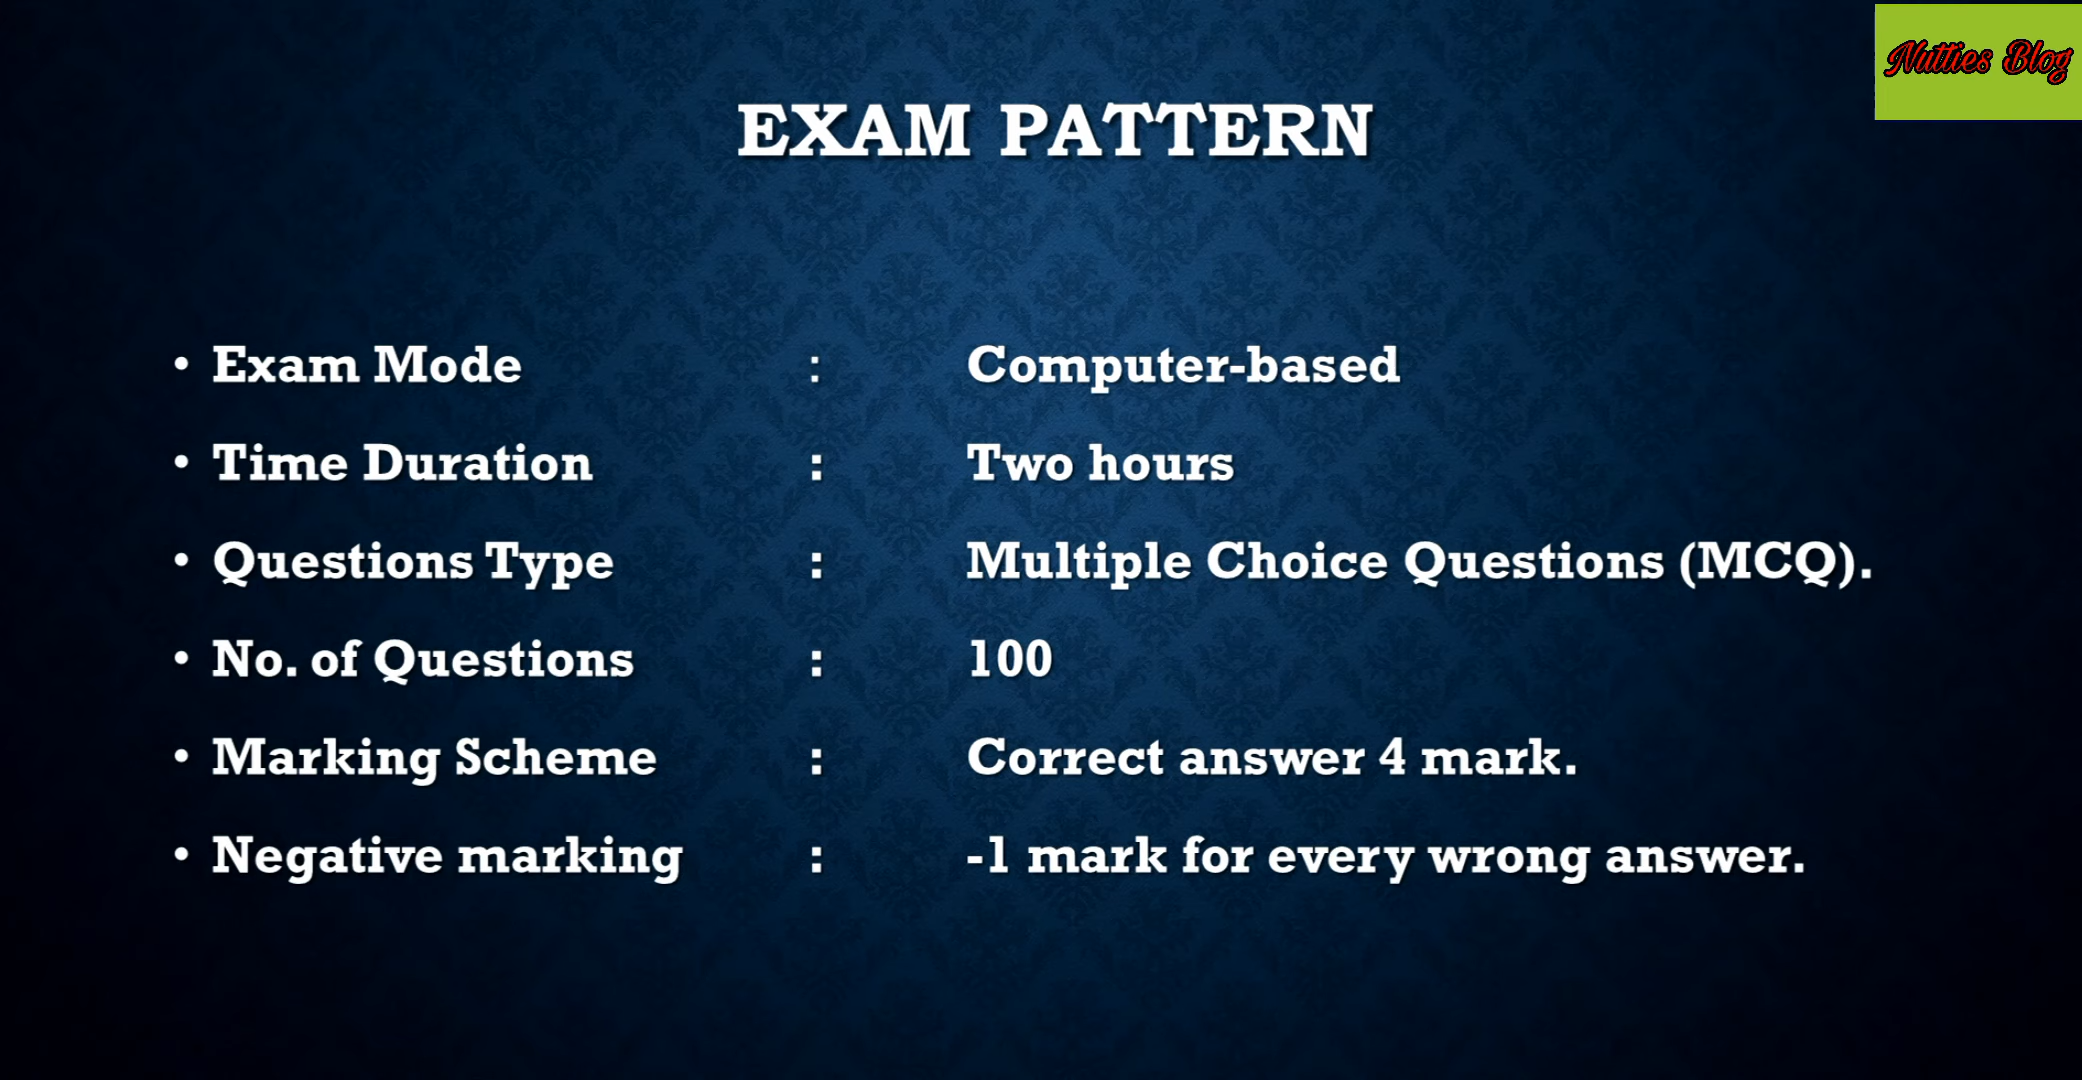 Nutties Blog
EXAM PATTERN
• Exam Mode : Computer-based
• Time Duration : Two hours
• Questions Type : Multiple Choice Questions (MCQ).
• No. of Questions : 100
• Marking Scheme : Correct answer 4 mark.
• Negative marking : -1 mark for every wrong answer.